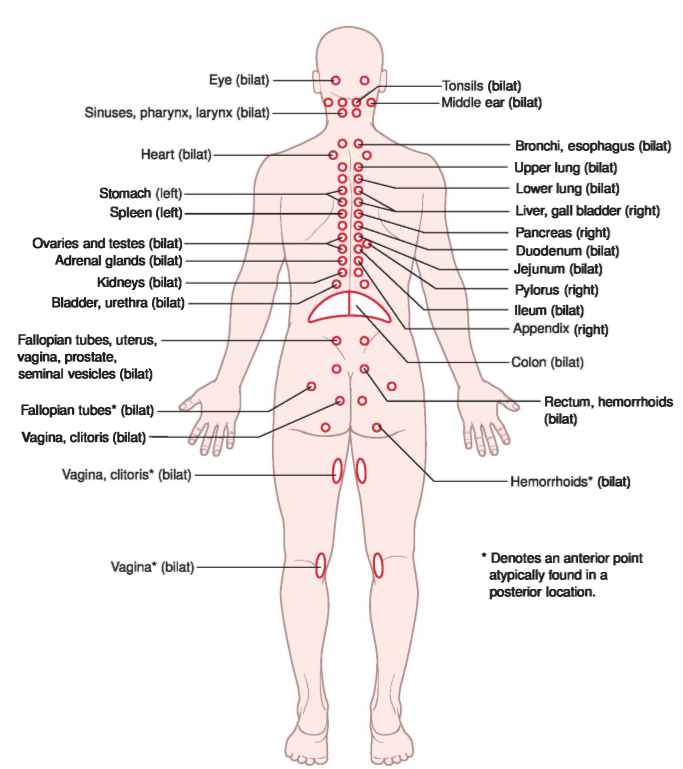 Eye (bilat)
Sinuses, pharynx, larynx (bilat)
Heart (bilat)
Stomach (left)
Spleen (left)
Ovaries and testes (bilat)
Adrenal glands (bilat)
Kidneys (bilat)
Bladder, urethra (bilat)
Fallopian tubes, uterus,
vagina, prostate,
seminal vesicles (bilat)
Fallopian tubes* (bilat)
Vagina, clitoris (bilat)
Vagina, clitoris* (bilat)
Vagina* (bilat)
Tonsils (bilat)
Middle ear (bilat)
Bronchi, esophagus (bilat)
Upper lung (bilat)
Lower lung (bilat)
Liver, gall bladder (right)
Pancreas (right)
Duodenum (bilat)
Jejunum (bilat)
Pylorus (right)
Ileum (bilat)
Appendix (right)
Colon (bilat)
Rectum, hemorrhoids
(bilat)
Hemorrhoids* (bilat)
* Denotes an anterior point
atypically found in a
posterior location.